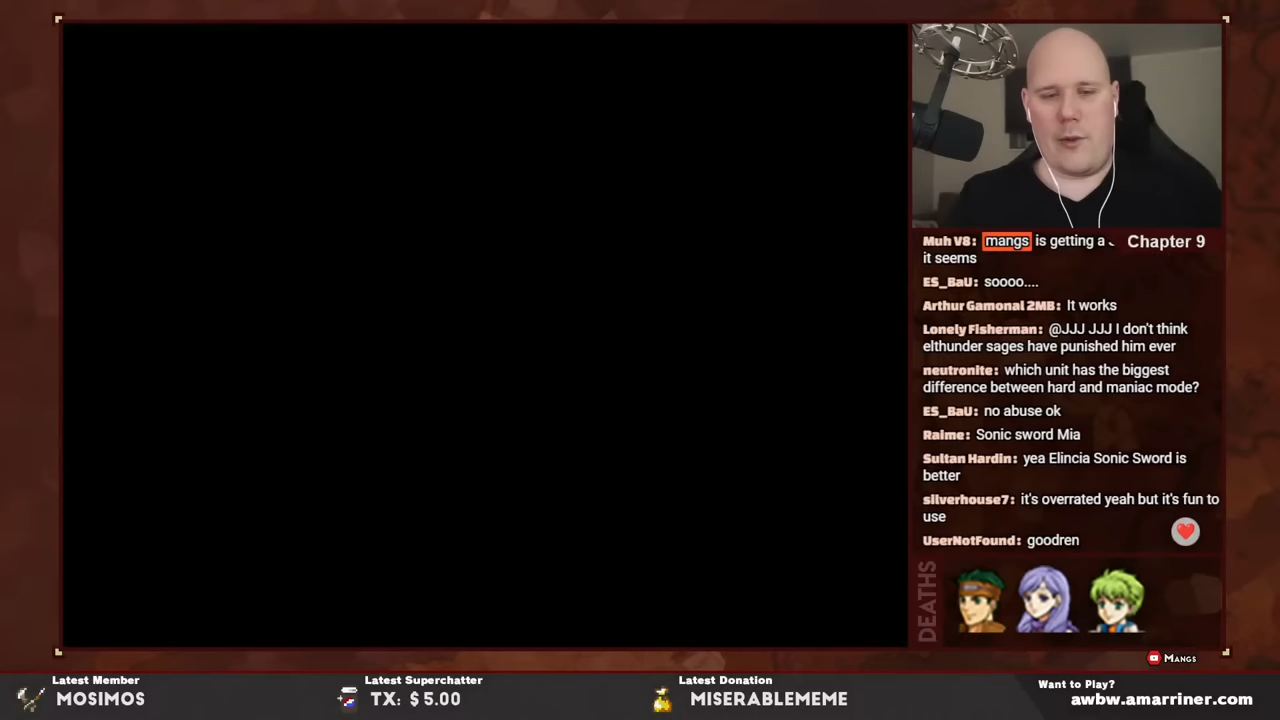 Muh V8: mangs is getting a
Chapter 9
it seems
ES_BaU: soooo....
Arthur Gamonal 2MB: It works
Lonely Fisherman: @JJJ JJJ I don't think
elthunder sages have punished him ever
neutronite: which unit has the biggest
difference between hard and maniac mode?
ES_BaU: no abuse ok
Raime: Sonic sword Mia
Sultan Hardin: yea Elincia Sonic Sword is
better
silverhouse7: it's overrated yeah but it's fun to
use
UserNotFound: goodren
DEATHS
Mangs
Latest Member
MOSIMOS
Latest Superchatter
TX: $5.00
Latest Donation
MISERABLEMEME
Want to Play?
awbw.amarriner.com